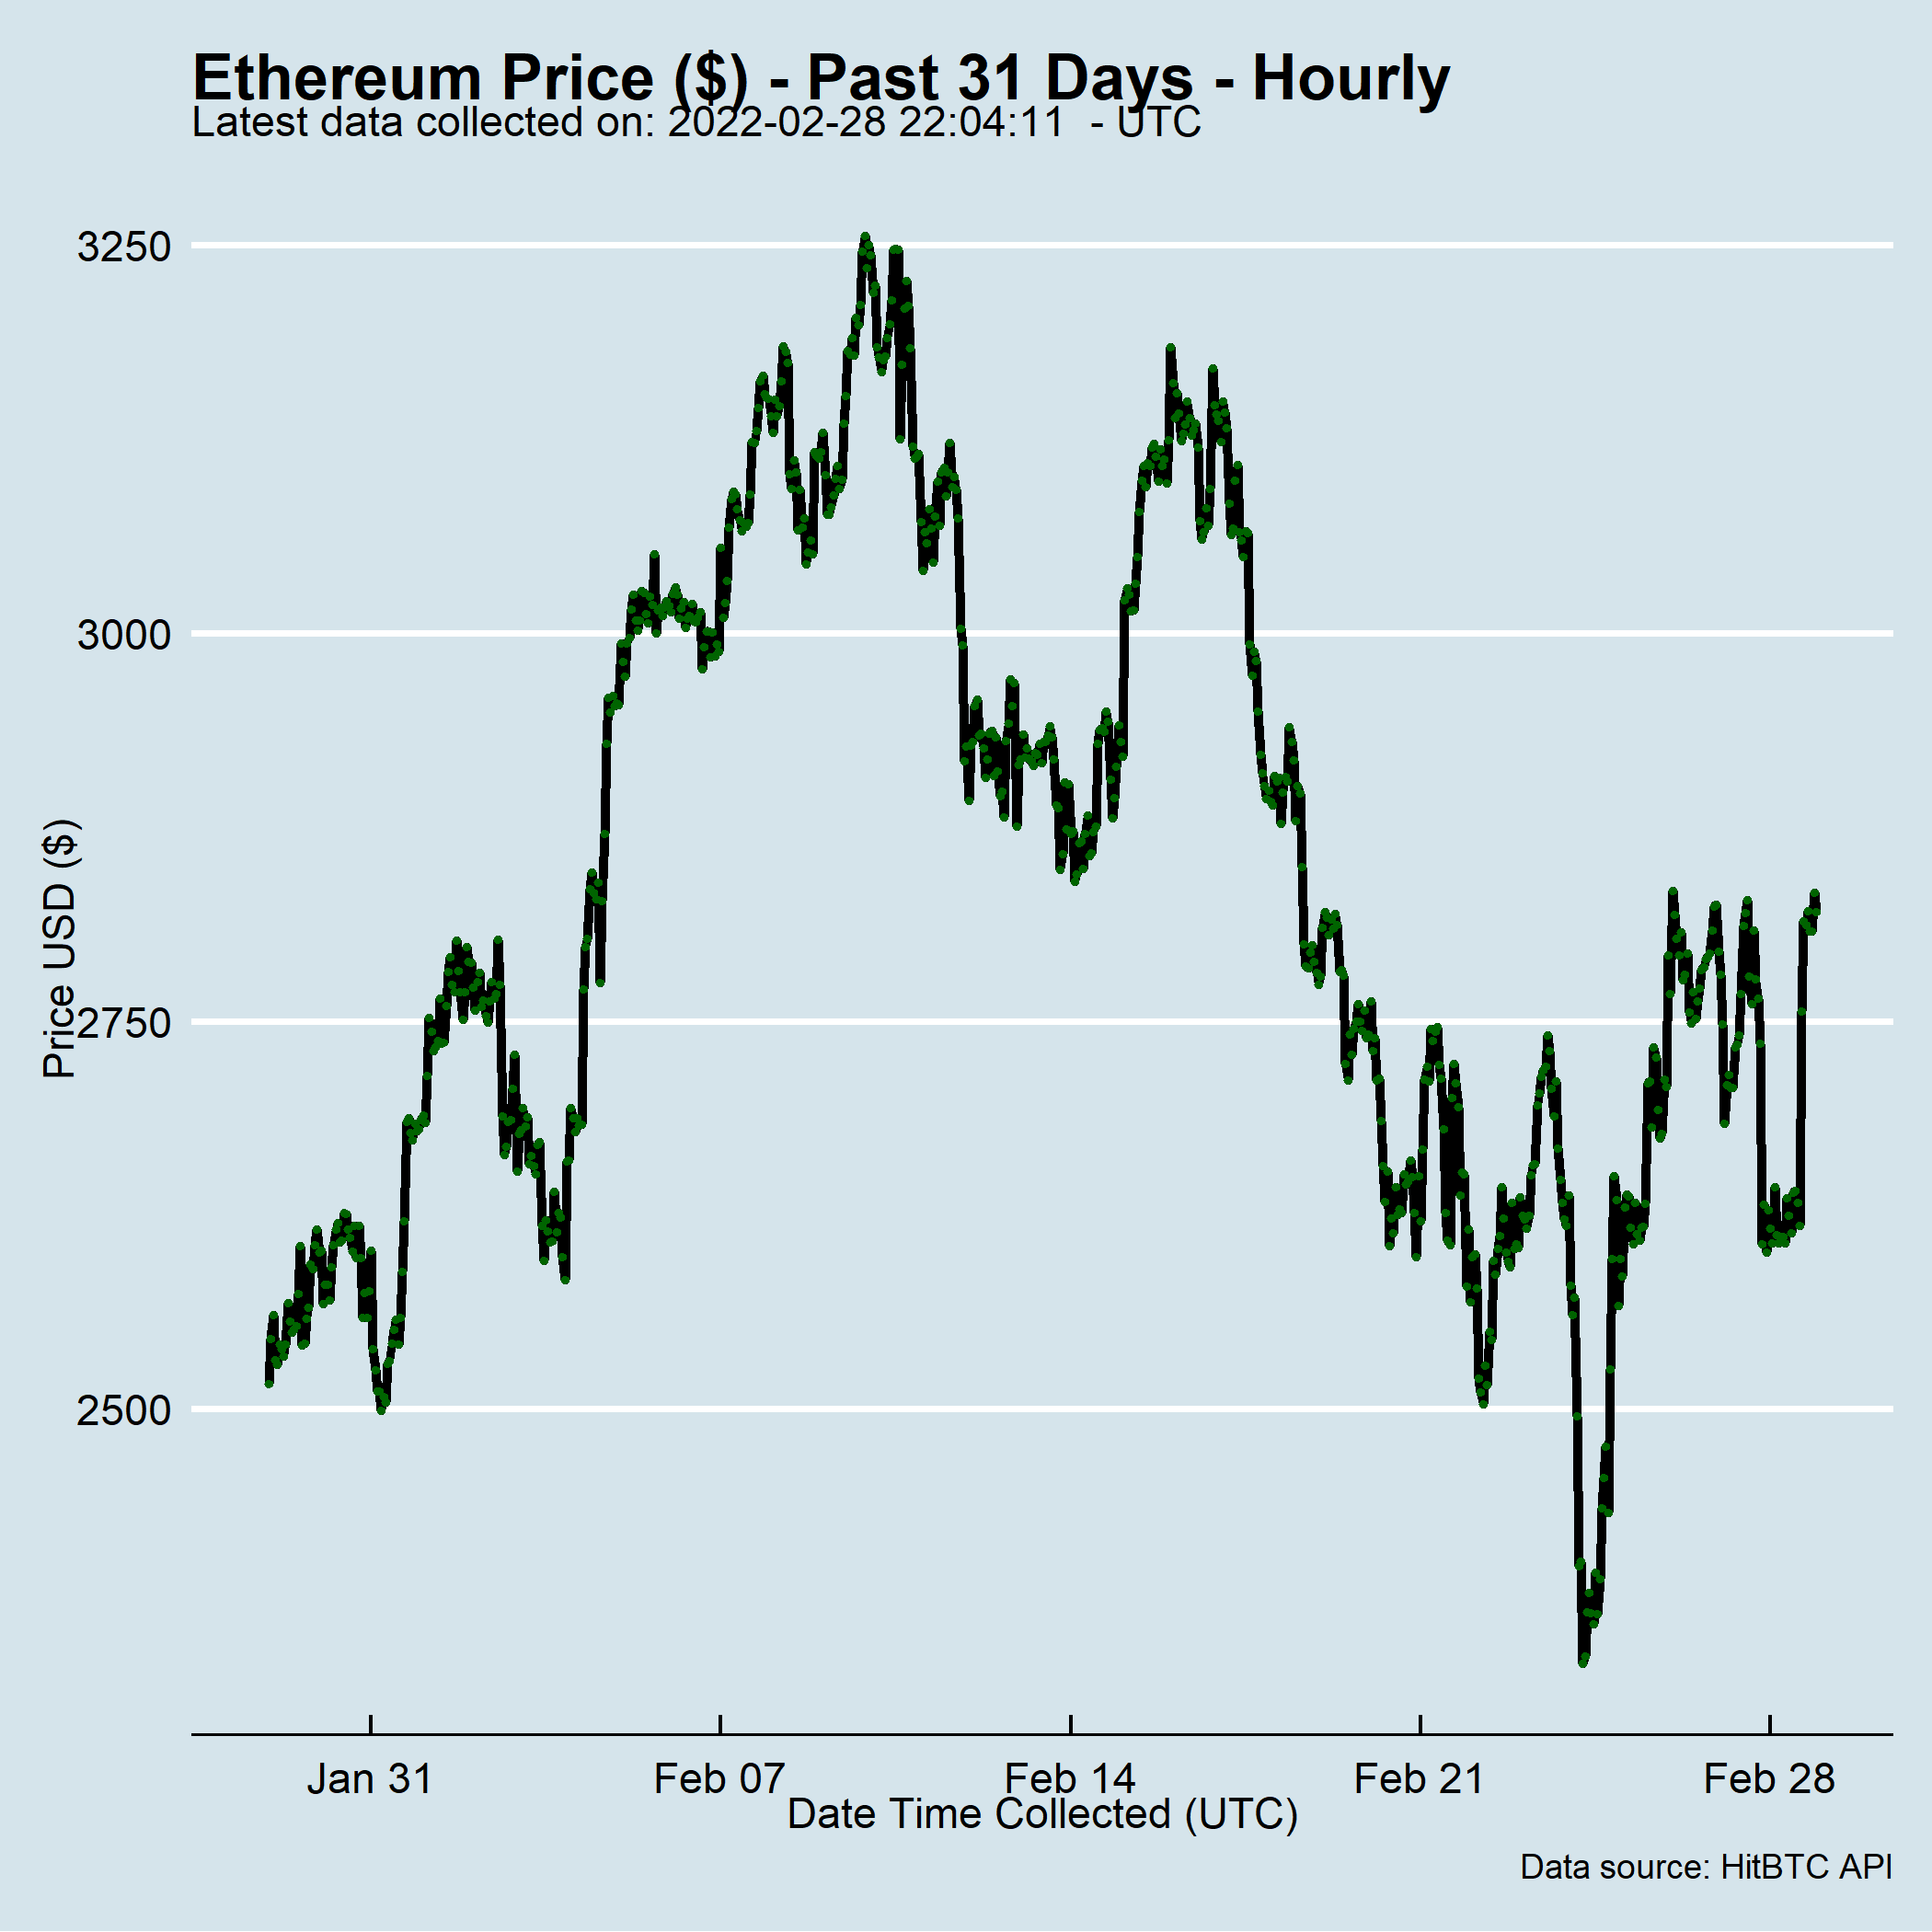 Ethereum Price ($) - Past 31 Days - Hourly
Latest data collected on: 2022-02-28 22:04:11  - UTC
3250
3000
2750
2500
Price USD ($)
Jan 31
Feb 07
Feb 14
Feb 21
Feb 28
Date Time Collected (UTC)
Data source: HitBTC API